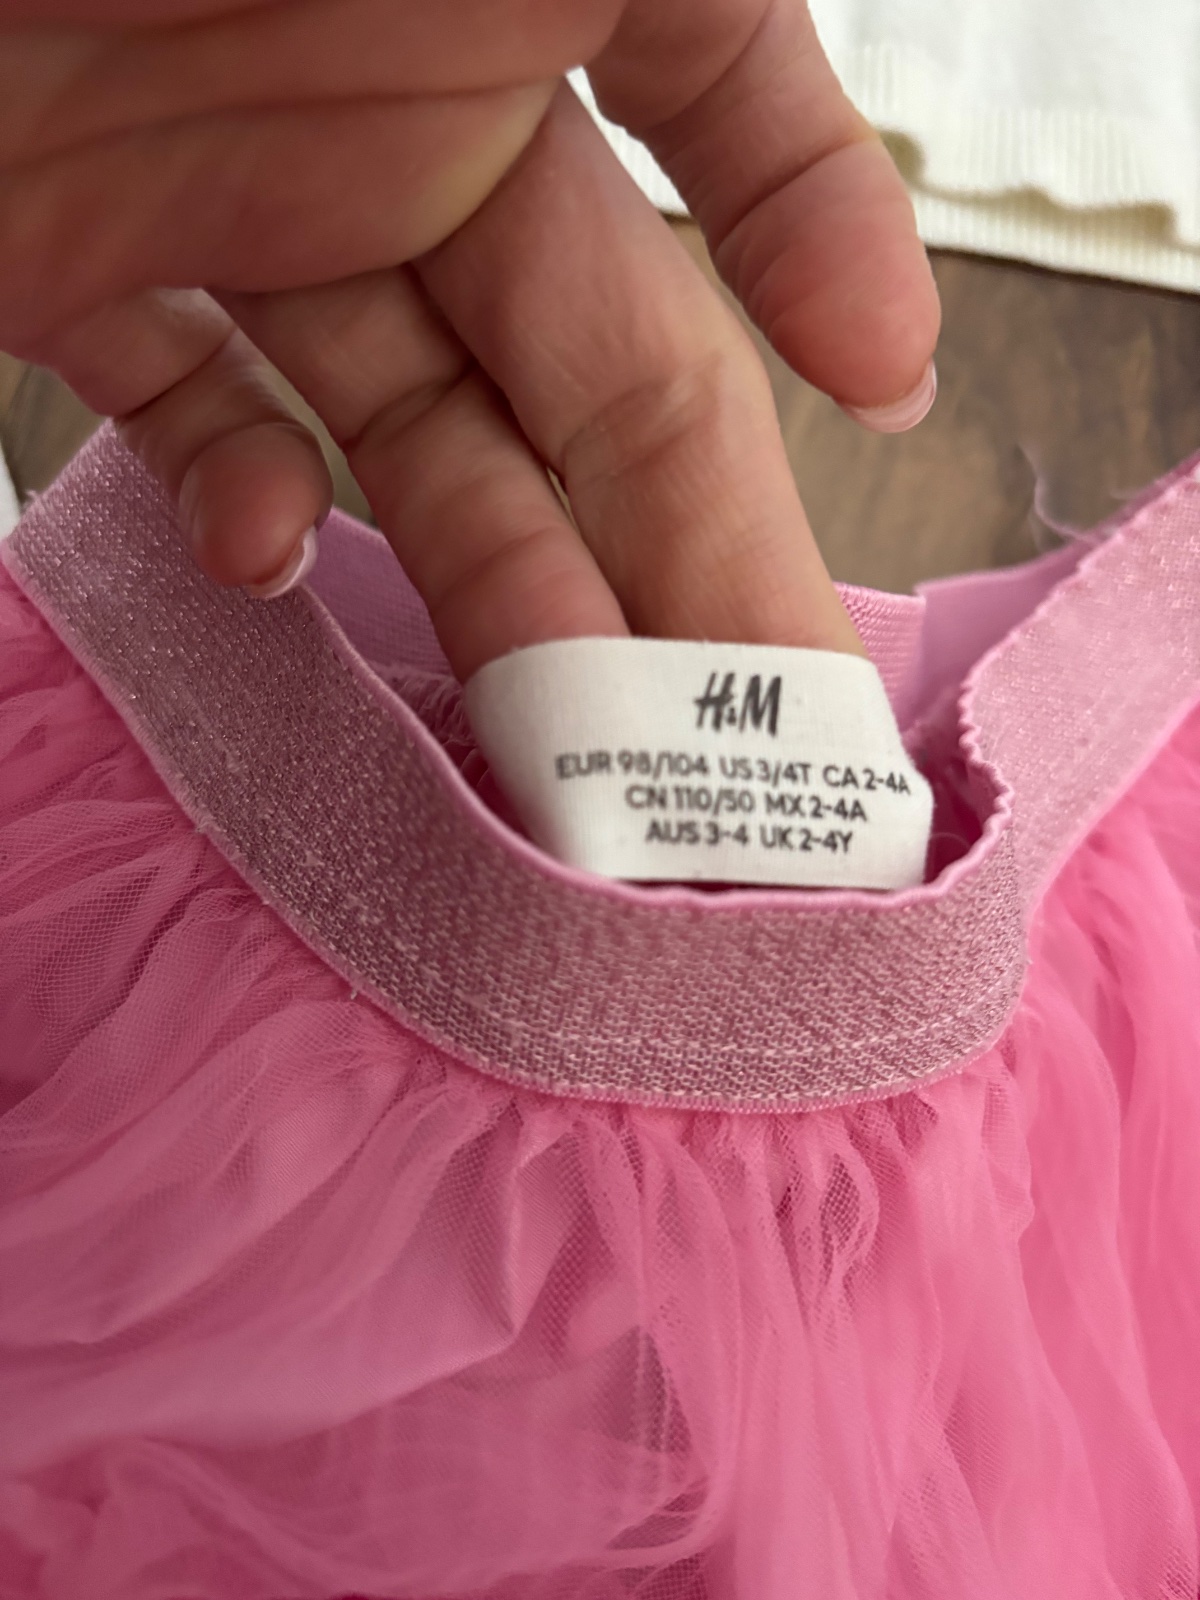 H&M
EUR 98/104 US 3/4T CA 2-4A
CN 110/50 MX 2-4A
AUS 3-4 UK 2-4Y